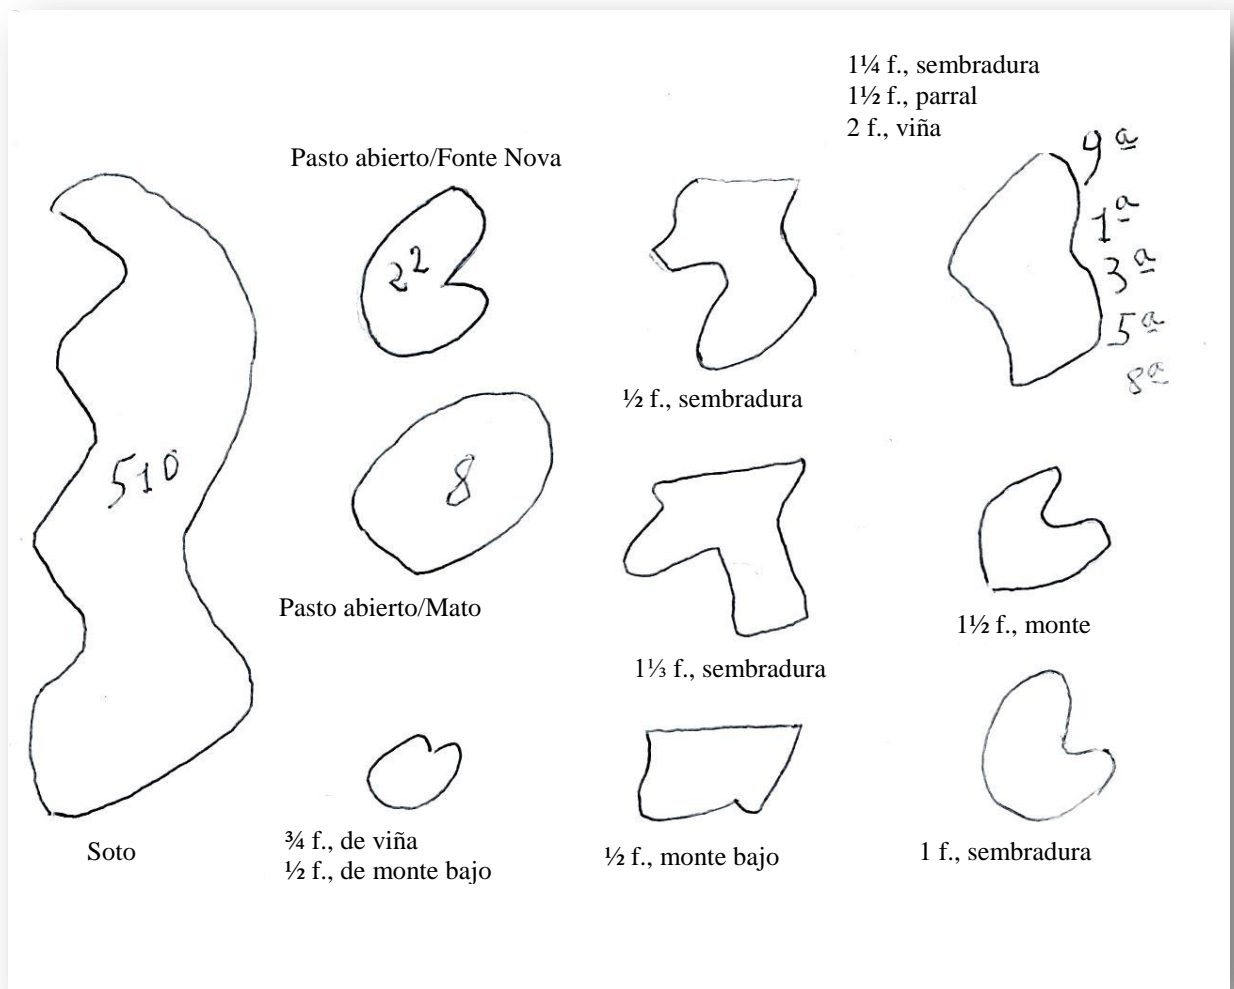 1¼ f., sembradura
1½ f., parral
2 f., viña
9ª
1ª
3ª
5ª
8ª
Pasto abierto/Fonte Nova
2²
½ f., sembradura
510
8
Pasto abierto/Mato
1⅓ f., sembradura
1½ f., monte
Soto
¾ f., de viña
½ f., de monte bajo
½ f., monte bajo
1 f., sembradura